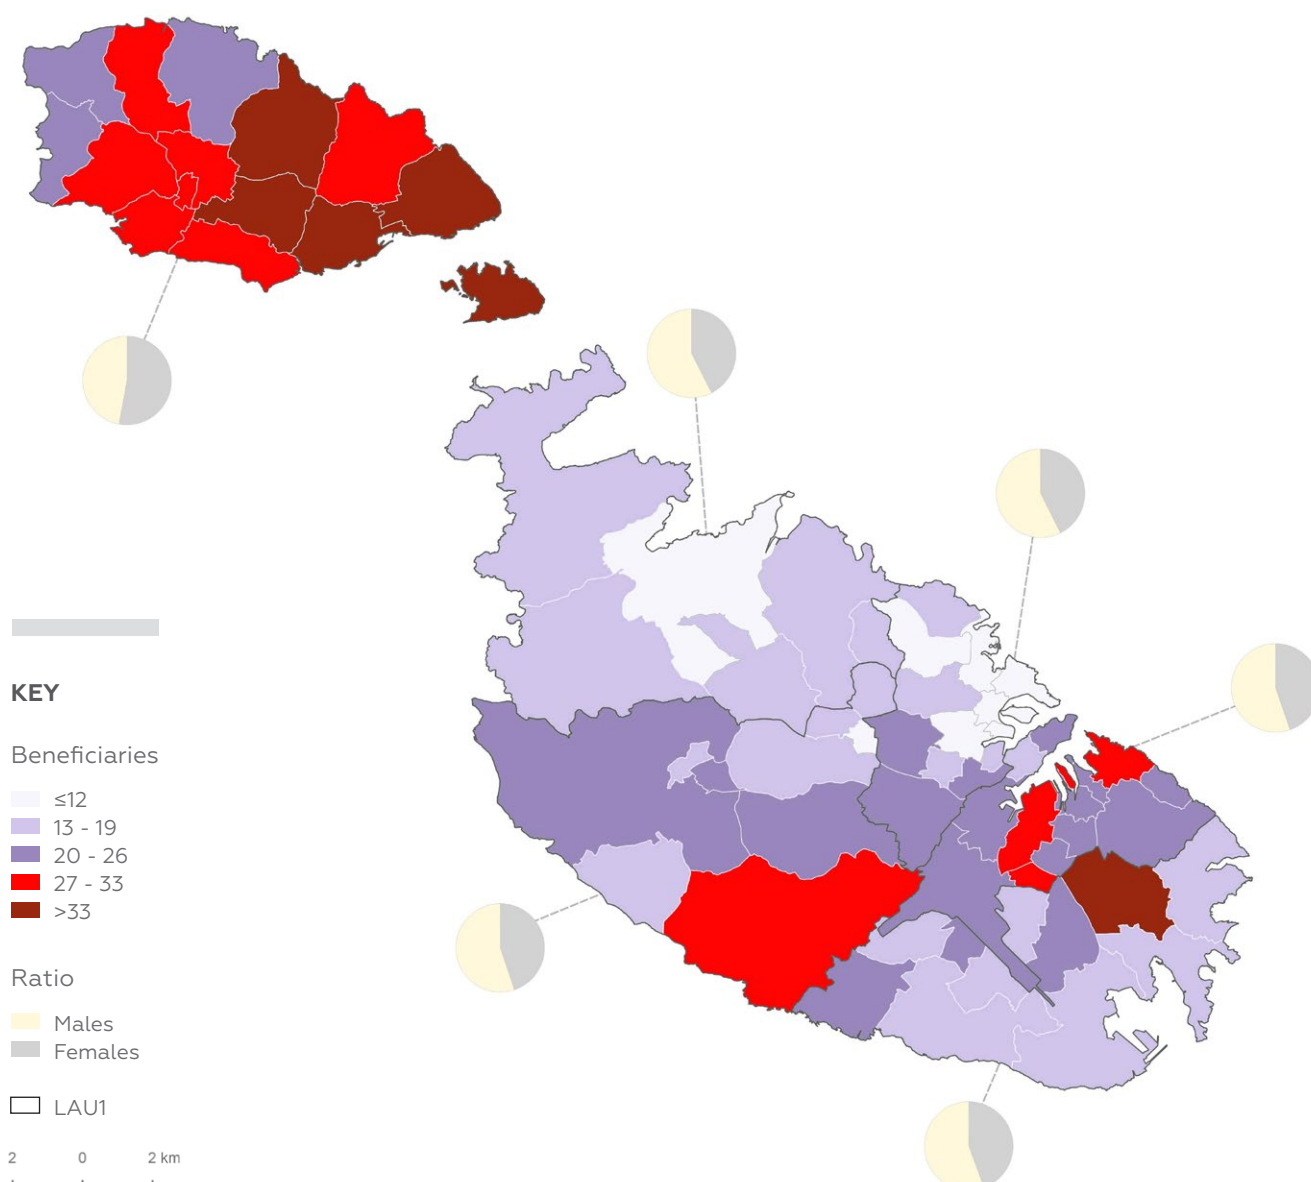 KEY
Beneficiaries
≤12
13 - 19
20 - 26
27 - 33
>33
Ratio
Males
Females
LAU1
2 0 2 km